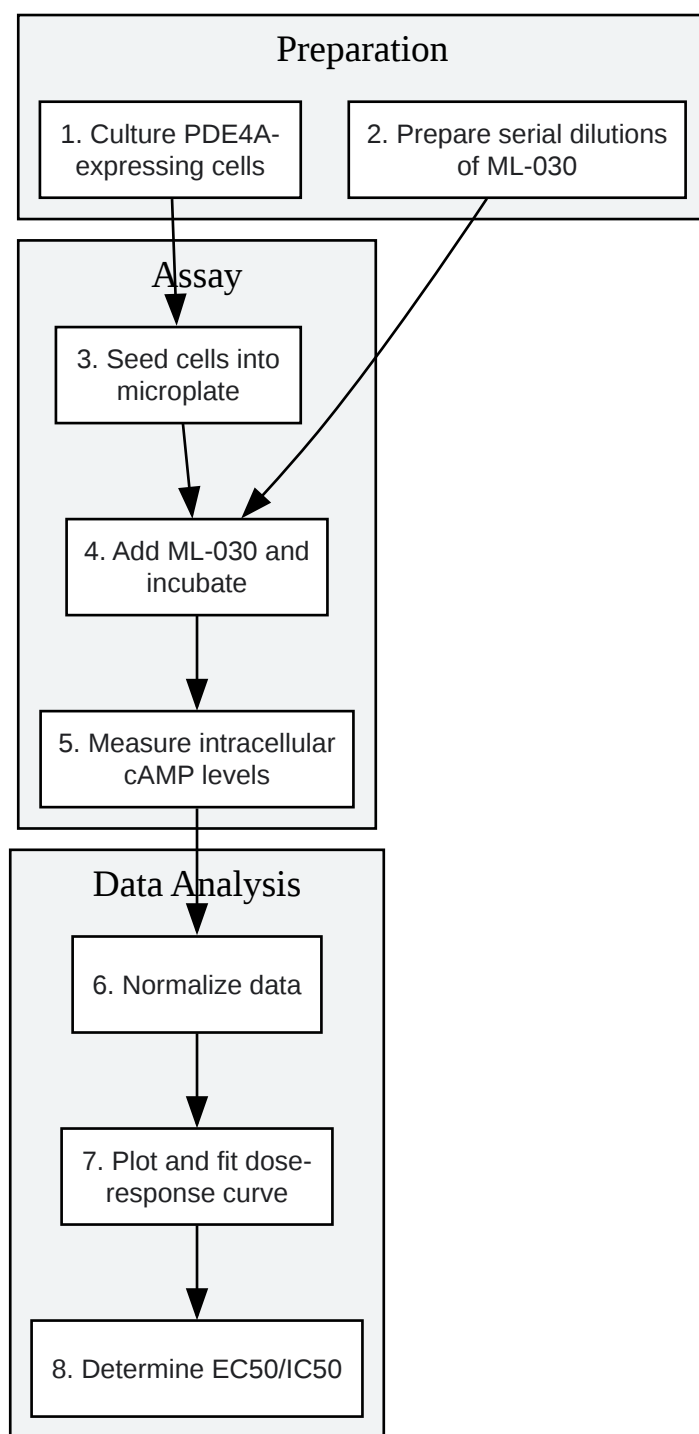 Preparation
1. Culture PDE4A-
expressing cells
2. Prepare serial dilutions
of ML-030
Assay
3. Seed cells into
microplate
4. Add ML-030 and
incubate
5. Measure intracellular
cAMP levels
Data Analysis
6. Normalize data
7. Plot and fit dose-
response curve
8. Determine EC50/IC50